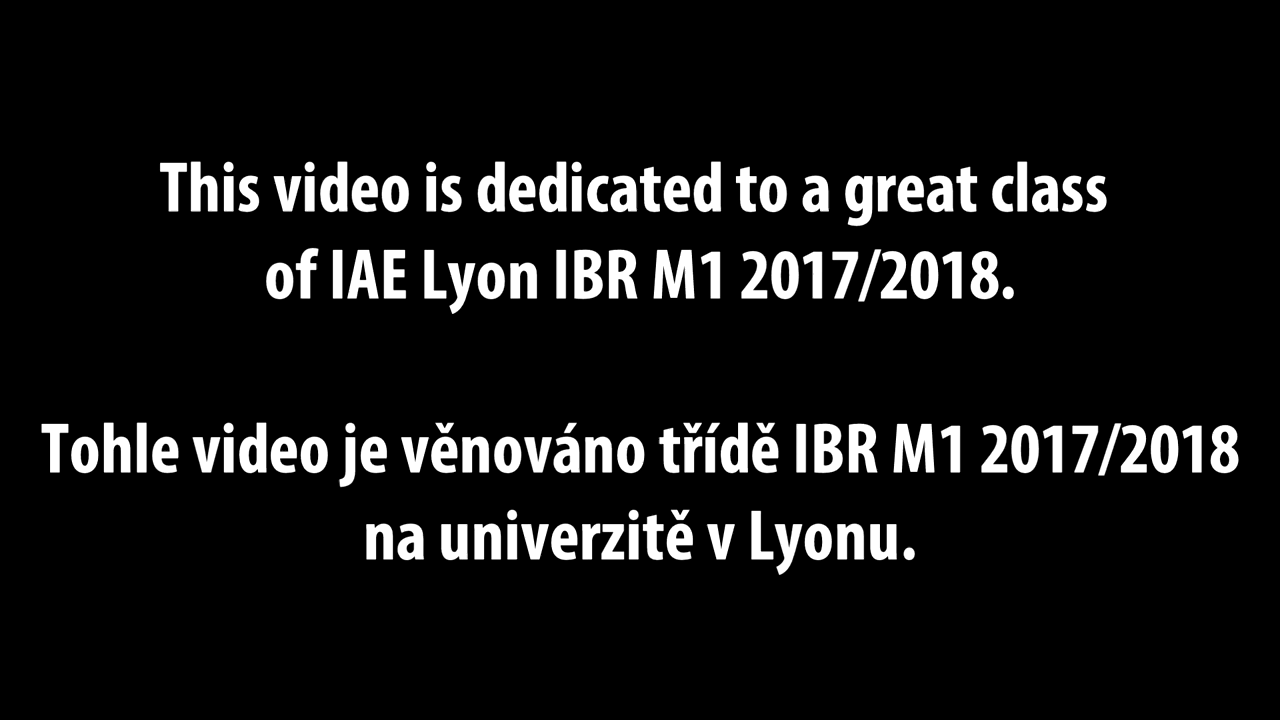 This video is dedicated to a great class
of IAE Lyon IBR M1 2017/2018.
Tohle video je věnováno třídě IBR M1 2017/2018
na univerzitě v Lyonu.